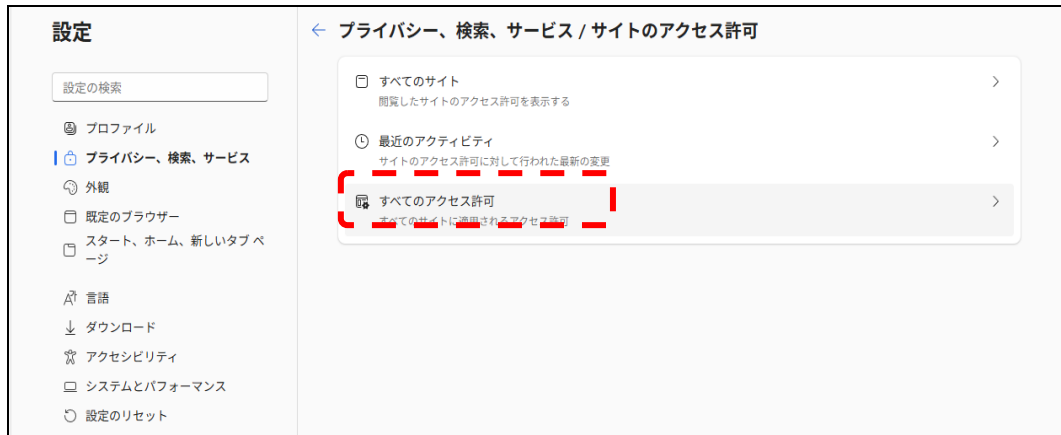 設定
設定の検索
プロファイル
プライバシー、検索、サービス
外観
既定のブラウザー
スタート、ホーム、新しいタブ ペ
ージ
言語
ダウンロード
アクセシビリティ
システムとパフォーマンス
設定のリセット
プライバシー、検索、サービス / サイトのアクセス許可
すべてのサイト
閲覧したサイトのアクセス許可を表示する
最近のアクティビティ
サイトのアクセス許可に対して行われた最新の変更
すべてのアクセス許可
すべてのサイトに適用されるアクセス許可